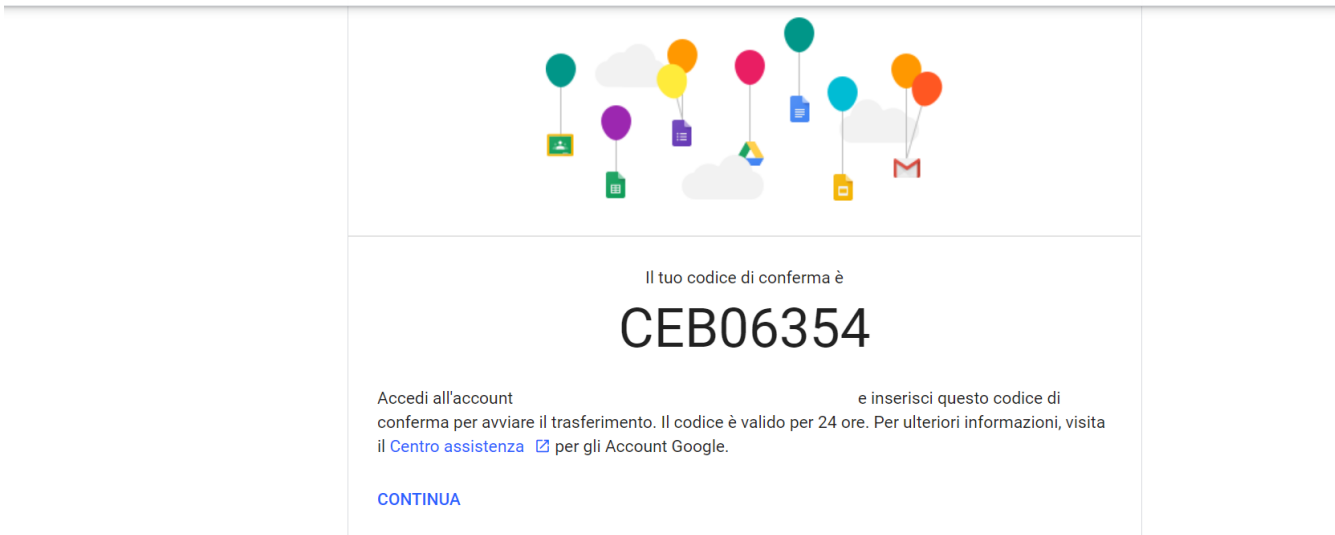 Il tuo codice di conferma è
CEB06354
Accedi all'account e inserisci questo codice di
conferma per avviare il trasferimento. Il codice è valido per 24 ore. Per ulteriori informazioni, visita
il Centro assistenza per gli Account Google.
CONTINUA